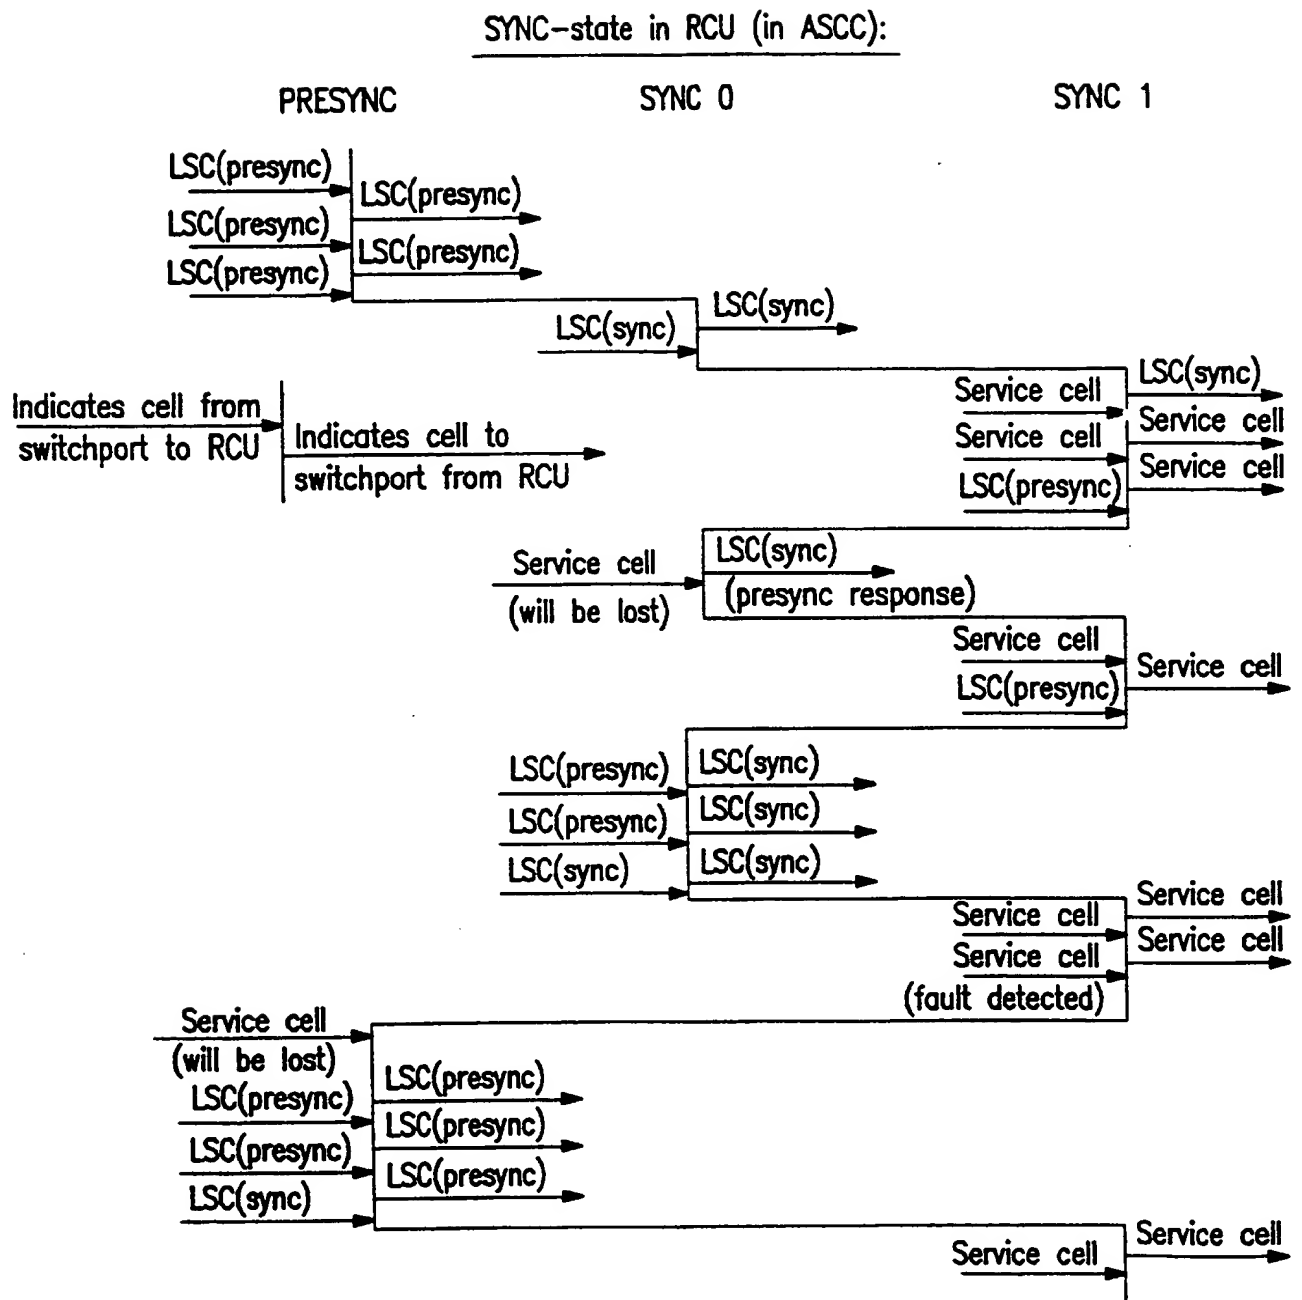 SYNC-state in RCU (in ASCC):
PRESYNC SYNC 0 SYNC 1
LSC(presync)
LSC(presync)
LSC(presync)
LSC(presync)
LSC(presync)
LSC(sync)
LSC(sync)
LSC(sync)
Service cell
Indicates cell from
switchport to RCU
Indicates cell to
switchport from RCU
Service cell
Service cell
Service cell
LSC(presync)
LSC(sync)
Service cell
(will be lost)
(presync response)
Service cell
Service cell
LSC(presync)
LSC(presync)
LSC(sync)
LSC(presync)
LSC(sync)
LSC(sync)
LSC(sync)
Service cell
Service cell
Service cell
Service cell
(fault detected)
Service cell
(will be lost)
LSC(presync)
LSC(presync)
LSC(presync)
LSC(presync)
LSC(presync)
LSC(sync)
Service cell
Service cell